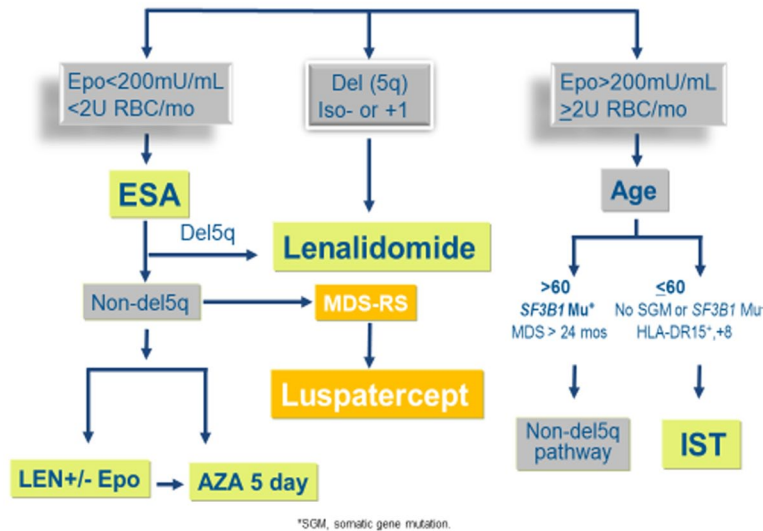 Epo<200mU/mL
<2U RBC/mo
Del (5q)
Iso- or +1
Epo>200mU/mL
≥2U RBC/mo
ESA
Age
Del5q
Lenalidomide
Non-del5q
MDS-RS
>60
SF3B1 Mu*
MDS > 24 mos
≤60
No SGM or SF3B1 Mu
HLA-DR15+,+8
Luspatercept
Non-del5q
pathway
IST
LEN+/- Epo
AZA 5 day
*SGM, somatic gene mutation.